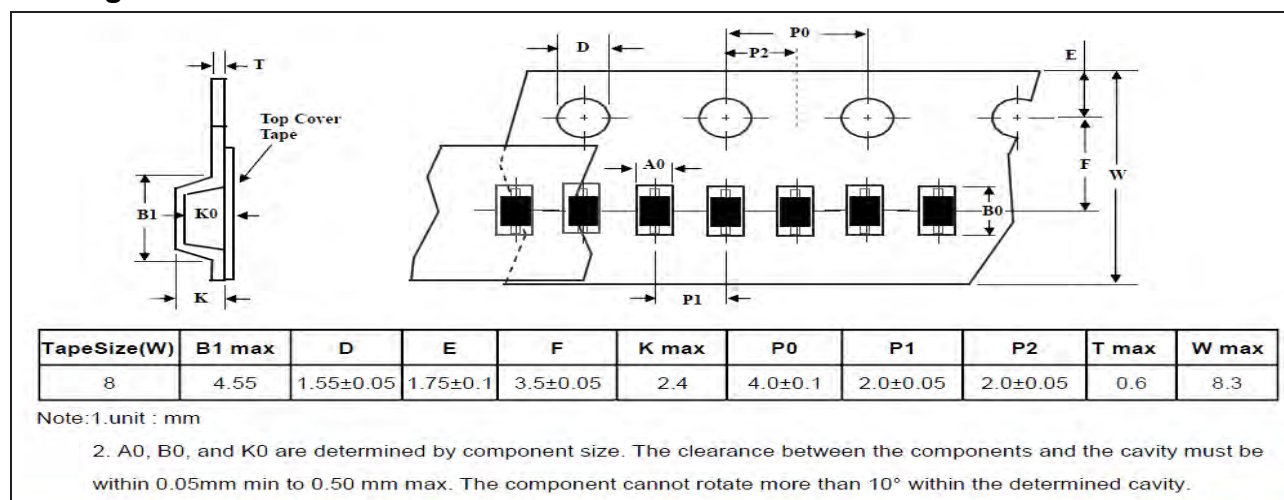 P0
D
P2
E
T
Top Cover
Tape
A0
F
W
B1
K0
B0
K
P1
TapeSize(W) B1 max D E F K max P0 P1 P2 T max W max
8 4.55 1.55±0.05 1.75±0.1 3.5±0.05 2.4 4.0±0.1 2.0±0.05 2.0±0.05 0.6 8.3
Note:1.unit : mm
2. A0, B0, and K0 are determined by component size. The clearance between the components and the cavity must be
within 0.05mm min to 0.50 mm max. The component cannot rotate more than 10° within the determined cavity.